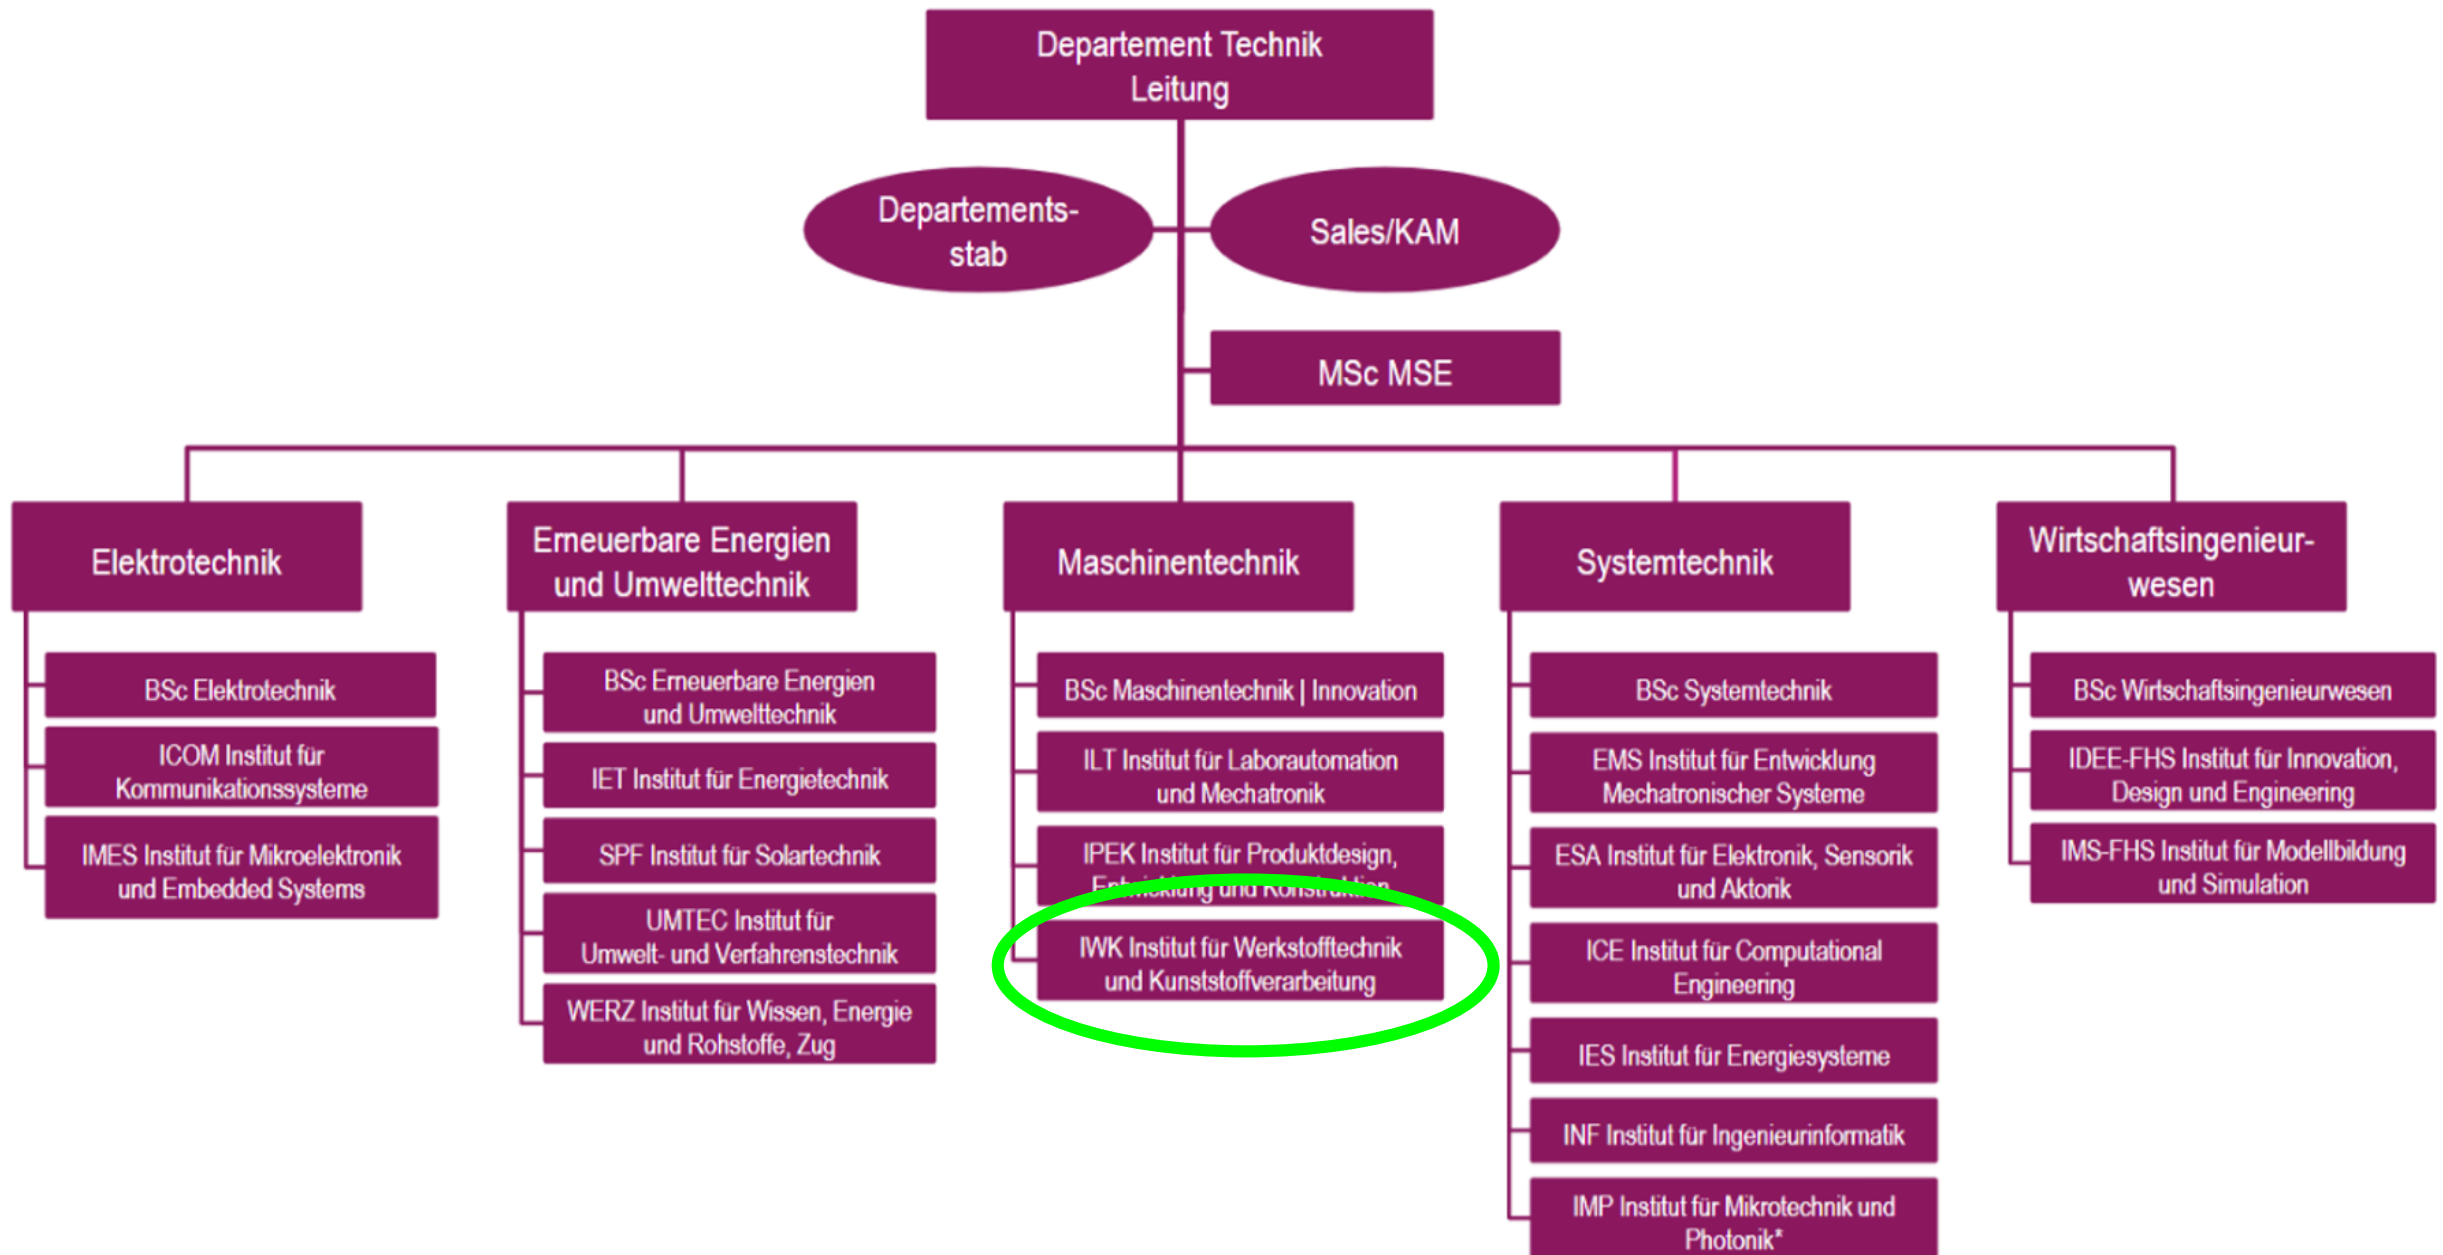 Departement Technik
Leitung
Departements-
stab
Sales/KAM
MSc MSE
Elektrotechnik
BSc Elektrotechnik
ICOM Institut für
Kommunikationssysteme
IMES Institut für Mikroelektronik
und Embedded Systems
Erneuerbare Energien
und Umwelttechnik
BSc Erneuerbare Energien
und Umwelttechnik
IET Institut für Energietechnik
SPF Institut für Solartechnik
UMTEC Institut für
Umwelt- und Verfahrenstechnik
WERZ Institut für Wissen, Energie
und Rohstoffe, Zug
Maschinentechnik
BSc Maschinentechnik | Innovation
ILT Institut für Laborautomation
und Mechatronik
IPEK Institut für Produktdesign,
Entwicklung und Konstruktion
IWK Institut für Werkstofftechnik
und Kunststoffverarbeitung
Systemtechnik
BSc Systemtechnik
EMS Institut für Entwicklung
Mechatronischer Systeme
ESA Institut für Elektronik, Sensorik
und Aktorik
ICE Institut für Computational
Engineering
IES Institut für Energiesysteme
INF Institut für Ingenieurinformatik
IMP Institut für Mikrotechnik und
Photonik*
Wirtschaftsingenieur-
wesen
BSc Wirtschaftsingenieurwesen
IDEE-FHS Institut für Innovation,
Design und Engineering
IMS-FHS Institut für Modellbildung
und Simulation